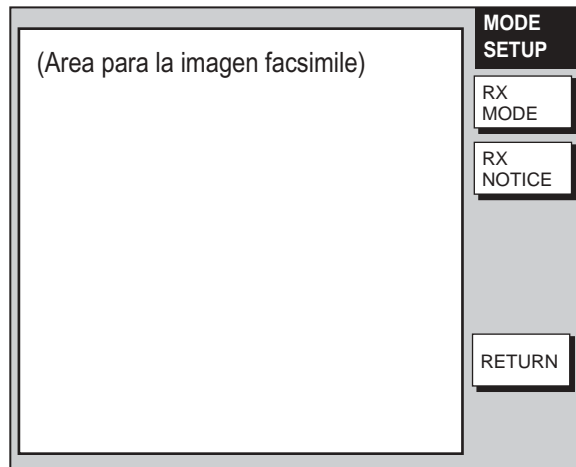 MODE
SETUP
(Area para la imagen facsimile)
RX
MODE
RX
NOTICE
RETURN